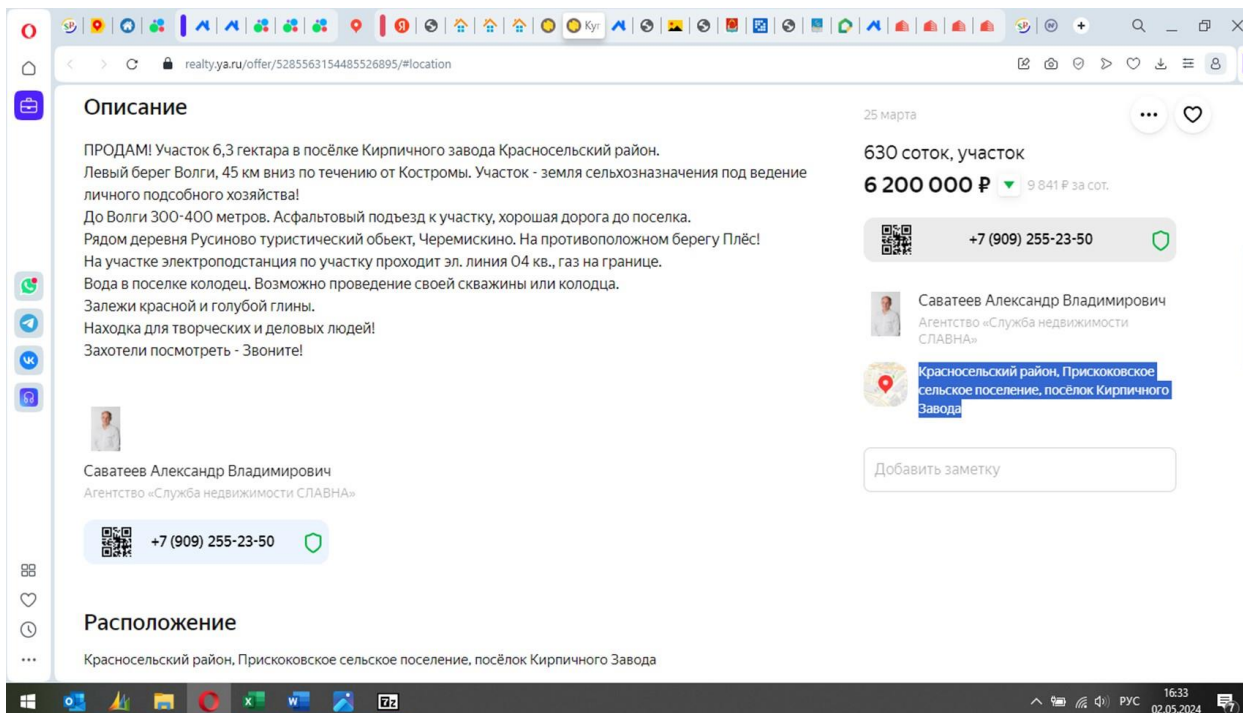 Куг
realty.ya.ru/offer/5285563154485526895/#location
Описание
ПРОДАМ! Участок 6,3 гектара в посёлке Кирпичного завода Красносельский район.
Левый берег Волги, 45 км вниз по течению от Костромы. Участок - земля сельхозназначения под ведение
личного подсобного хозяйства!
До Волги 300-400 метров. Асфальтовый подъезд к участку, хорошая дорога до поселка.
Рядом деревня Русиново туристический обьект, Черемискино. На противоположном берегу Плёс!
На участке электроподстанция по участку проходит эл. линия 04 кв., газ на границе.
Вода в поселке колодец. Возможно проведение своей скважины или колодца.
Залежи красной и голубой глины.
Находка для творческих и деловых людей!
Захотели посмотреть - Звоните!
Саватеев Александр Владимирович
Агентство «Служба недвижимости СЛАВНА»
+7 (909) 255-23-50
Расположение
Красносельский район, Прискоковское сельское поселение, посёлок Кирпичного Завода
25 марта
630 соток, участок
6 200 000 ₽ 9 841 ₽ за сот.
+7 (909) 255-23-50
Саватеев Александр Владимирович
Агентство «Служба недвижимости
СЛАВНА»
Красносельский район, Прискоковское
сельское поселение, посёлок Кирпичного
Завода
Добавить заметку
РУС
16:33
02.05.2024